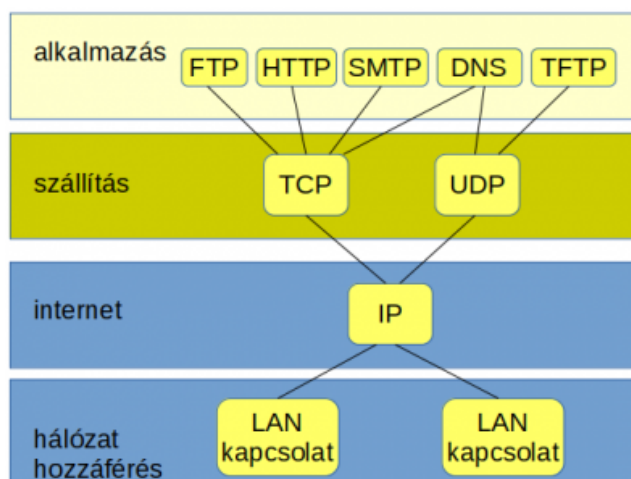 alkalmazás
FTP HTTP SMTP DNS TFTP
szállítás
TCP UDP
internet
IP
hálózat
hozzáférés
LAN
kapcsolat
LAN
kapcsolat